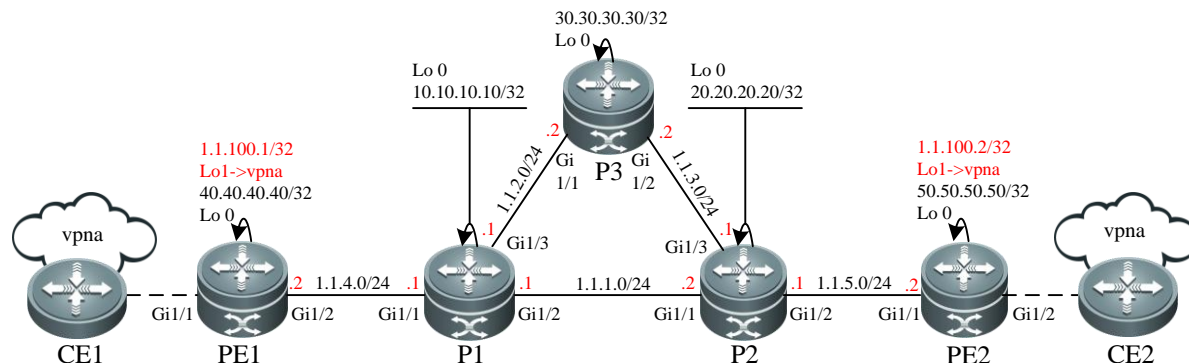 30.30.30.30/32
Lo 0
Lo 0
10.10.10.10/32
Lo 0
20.20.20.20/32
.2
.2
Gi
1/1
Gi
1/2
P3
1.1.2.0/24
1.1.3.0/24
1.1.100.1/32
Lo1->vpna
40.40.40.40/32
Lo 0
1.1.100.2/32
Lo1->vpna
50.50.50.50/32
Lo 0
vpna
vpna
.1
Gi1/3
.1
Gi1/3
.2
1.1.4.0/24
.1
.1
1.1.1.0/24
.2
.1
1.1.5.0/24
.2
Gi1/1
Gi1/2
Gi1/1
Gi1/2
Gi1/1
Gi1/2
Gi1/1
Gi1/2
CE1
PE1
P1
P2
PE2
CE2